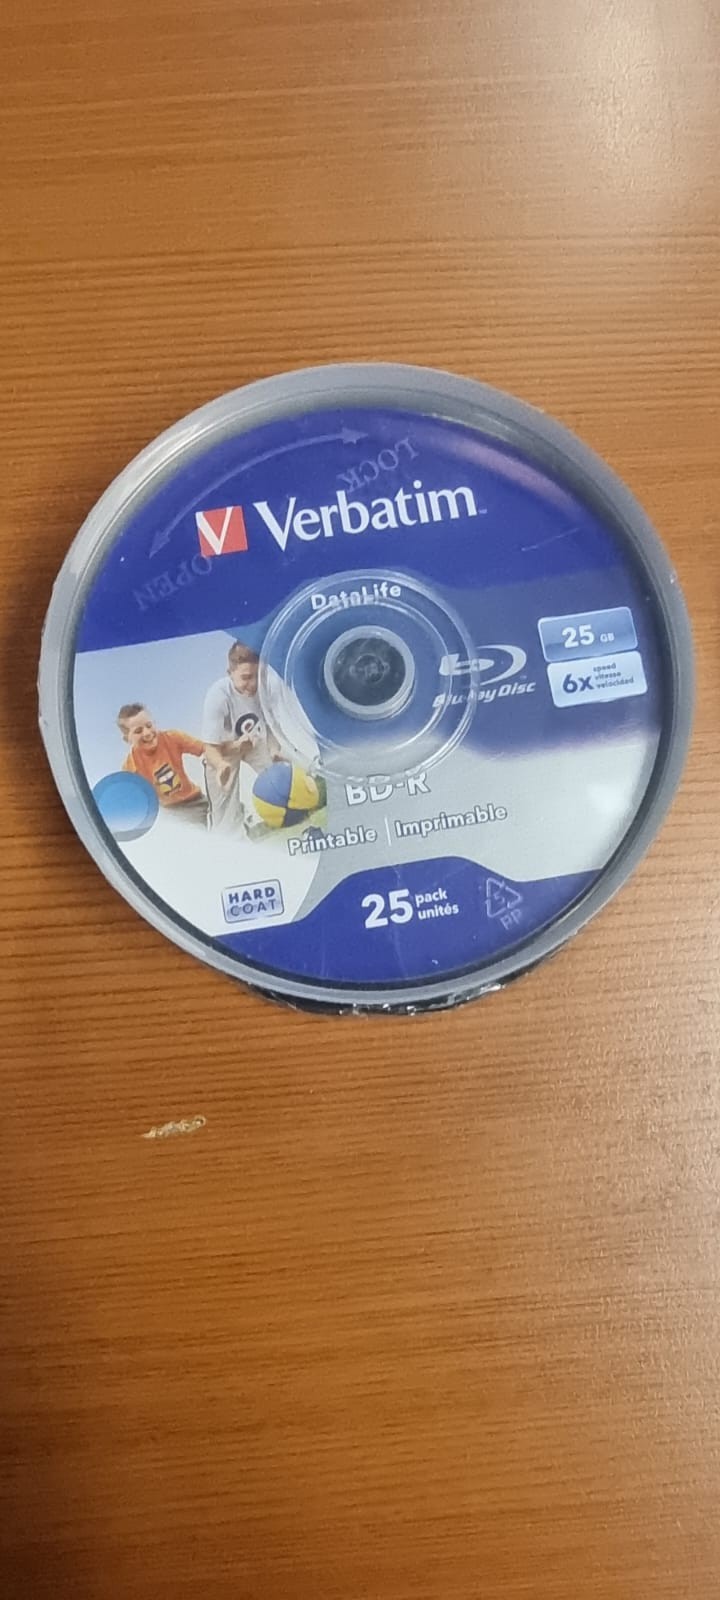 LOCK
OPEN
V Verbatim
DataLife
Blu-ray Disc
25 GB
6x speed
vitesse
velocidad
BD-R
Printable | Imprimable
HARD
COAT
25 pack
unités
5
PP